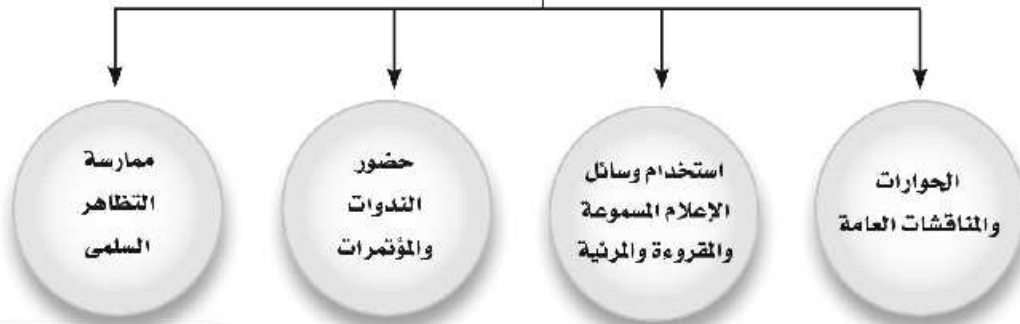 الحوارات
والمناقشات العامة
استخدام وسائل
الإعلام المسموعة
والمقروءة والمرئية
حضور
الندوات
والمؤتمرات
ممارسة
التظاهر
السلمى